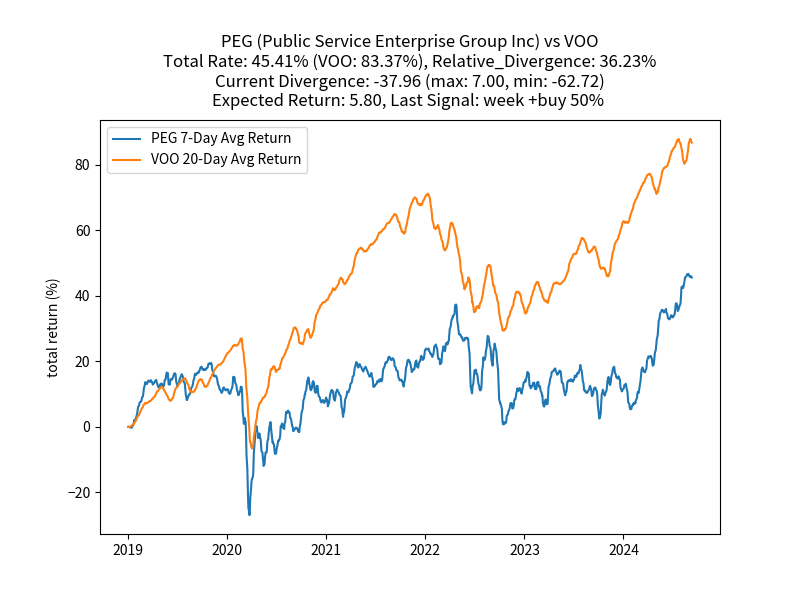 PEG (Public Service Enterprise Group Inc) vs VOO
Total Rate: 45.41% (VOO: 83.37%), Relative_Divergence: 36.23%
Current Divergence: -37.96 (max: 7.00, min: -62.72)
Expected Return: 5.80, Last Signal: week +buy 50%
PEG 7-Day Avg Return
VOO 20-Day Avg Return
total return (%)
80
60
40
20
0
−20
2019 2020 2021 2022 2023 2024